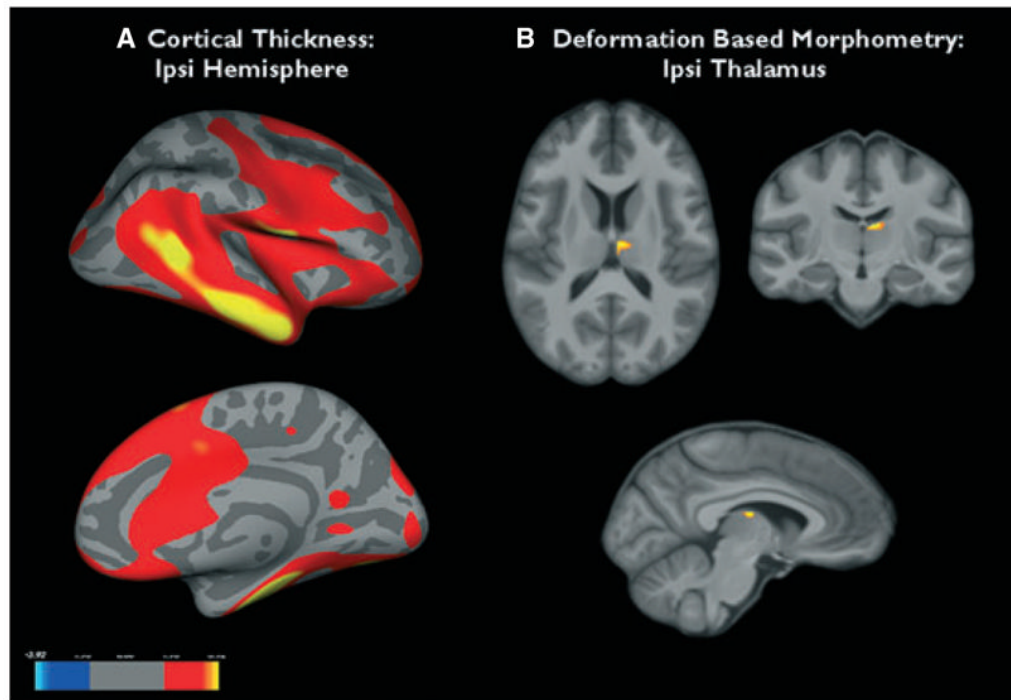 A Cortical Thickness:
Ipsi Hemisphere
B Deformation Based Morphometry:
Ipsi Thalamus
-3.92